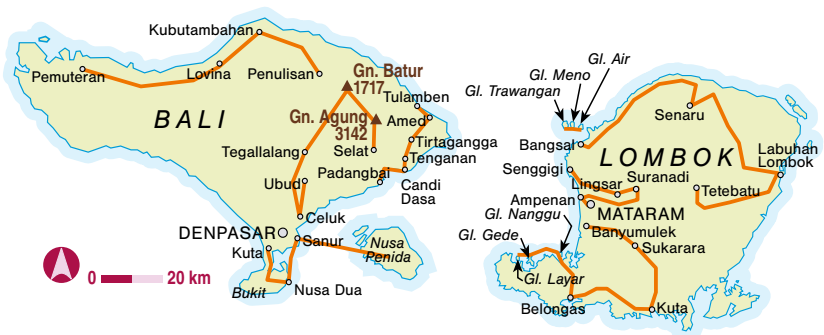 Kubutambahan
Pemuteran
Lovina
Penulisan
Gn. Batur
1717
Tulamben
BALI
Gn. Agung
3142
Amed
Tegallalang
Selat
Tirtagangga
Tenganan
Padangbai
Ubud
Candi
Dasa
Celuk
DENPASAR
Sanur
Kuta
Nusa
Penida
Bukit
Nusa Dua
0
20 km
Gl. Air
Gl. Meno
Gl. Trawangan
Senaru
Bangsal
LOMBOK
Labuhan
Lombok
Senggigi
Suranadi
Lingsar
Tetebatu
Ampenan
MATARAM
Gl. Nanggu
Banyumulek
Gl. Gede
Sukarara
Gl. Layar
Belongas
Kuta